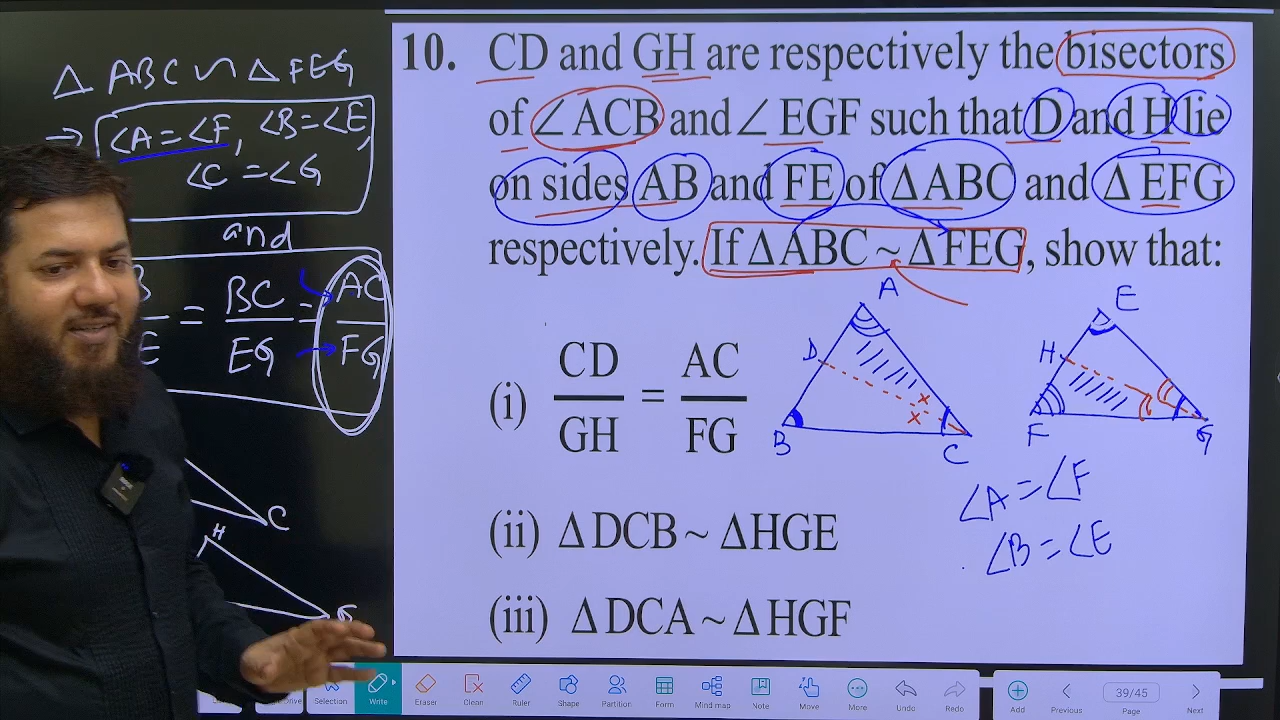 Δ ABC ∽ Δ FEG
→ ∠A = ∠F, ∠B = ∠E,
∠C = ∠G
and
B
E
= BC
EG
= AC
FG
C
H
G
10. CD and GH are respectively the bisectors
of ∠ACB and ∠EGF such that D and H lie
on sides AB and FE of ΔABC and ΔEFG
respectively. If ΔABC ~ ΔFEG, show that:
(i) CD
GH
= AC
FG
A
D
B
C
x
x
E
H
F
G
∠A = ∠F
∠B = ∠E
(ii) ΔDCB ~ ΔHGE
(iii) ΔDCA ~ ΔHGF
Selection Write Eraser Clean Ruler Shape Partition Form Mind map Note Move More Undo Redo
Add Previous 39/45 Page Next